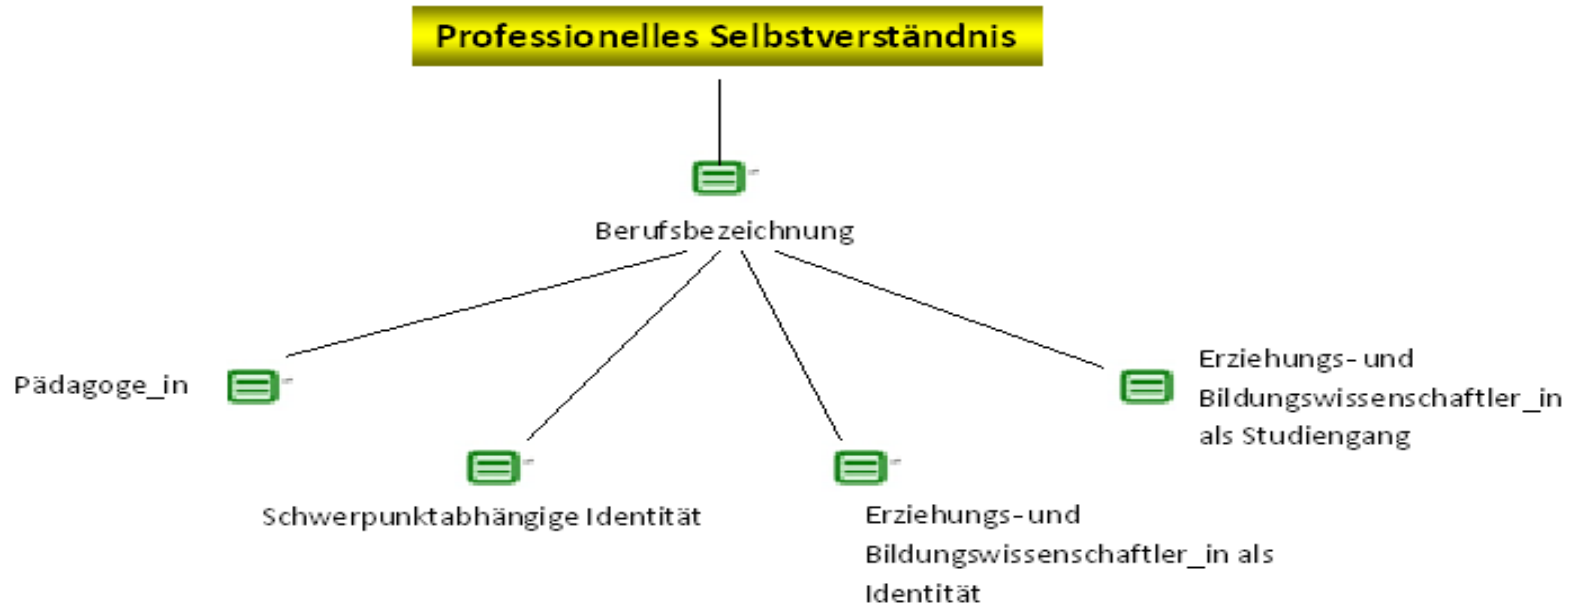 Professionelles Selbstverständnis
Berufsbezeichnung
Pädagoge_in
Erziehungs- und
Bildungswissenschaftler_in
als Studiengang
Schwerpunktabhängige Identität
Erziehungs- und
Bildungswissenschaftler_in als
Identität